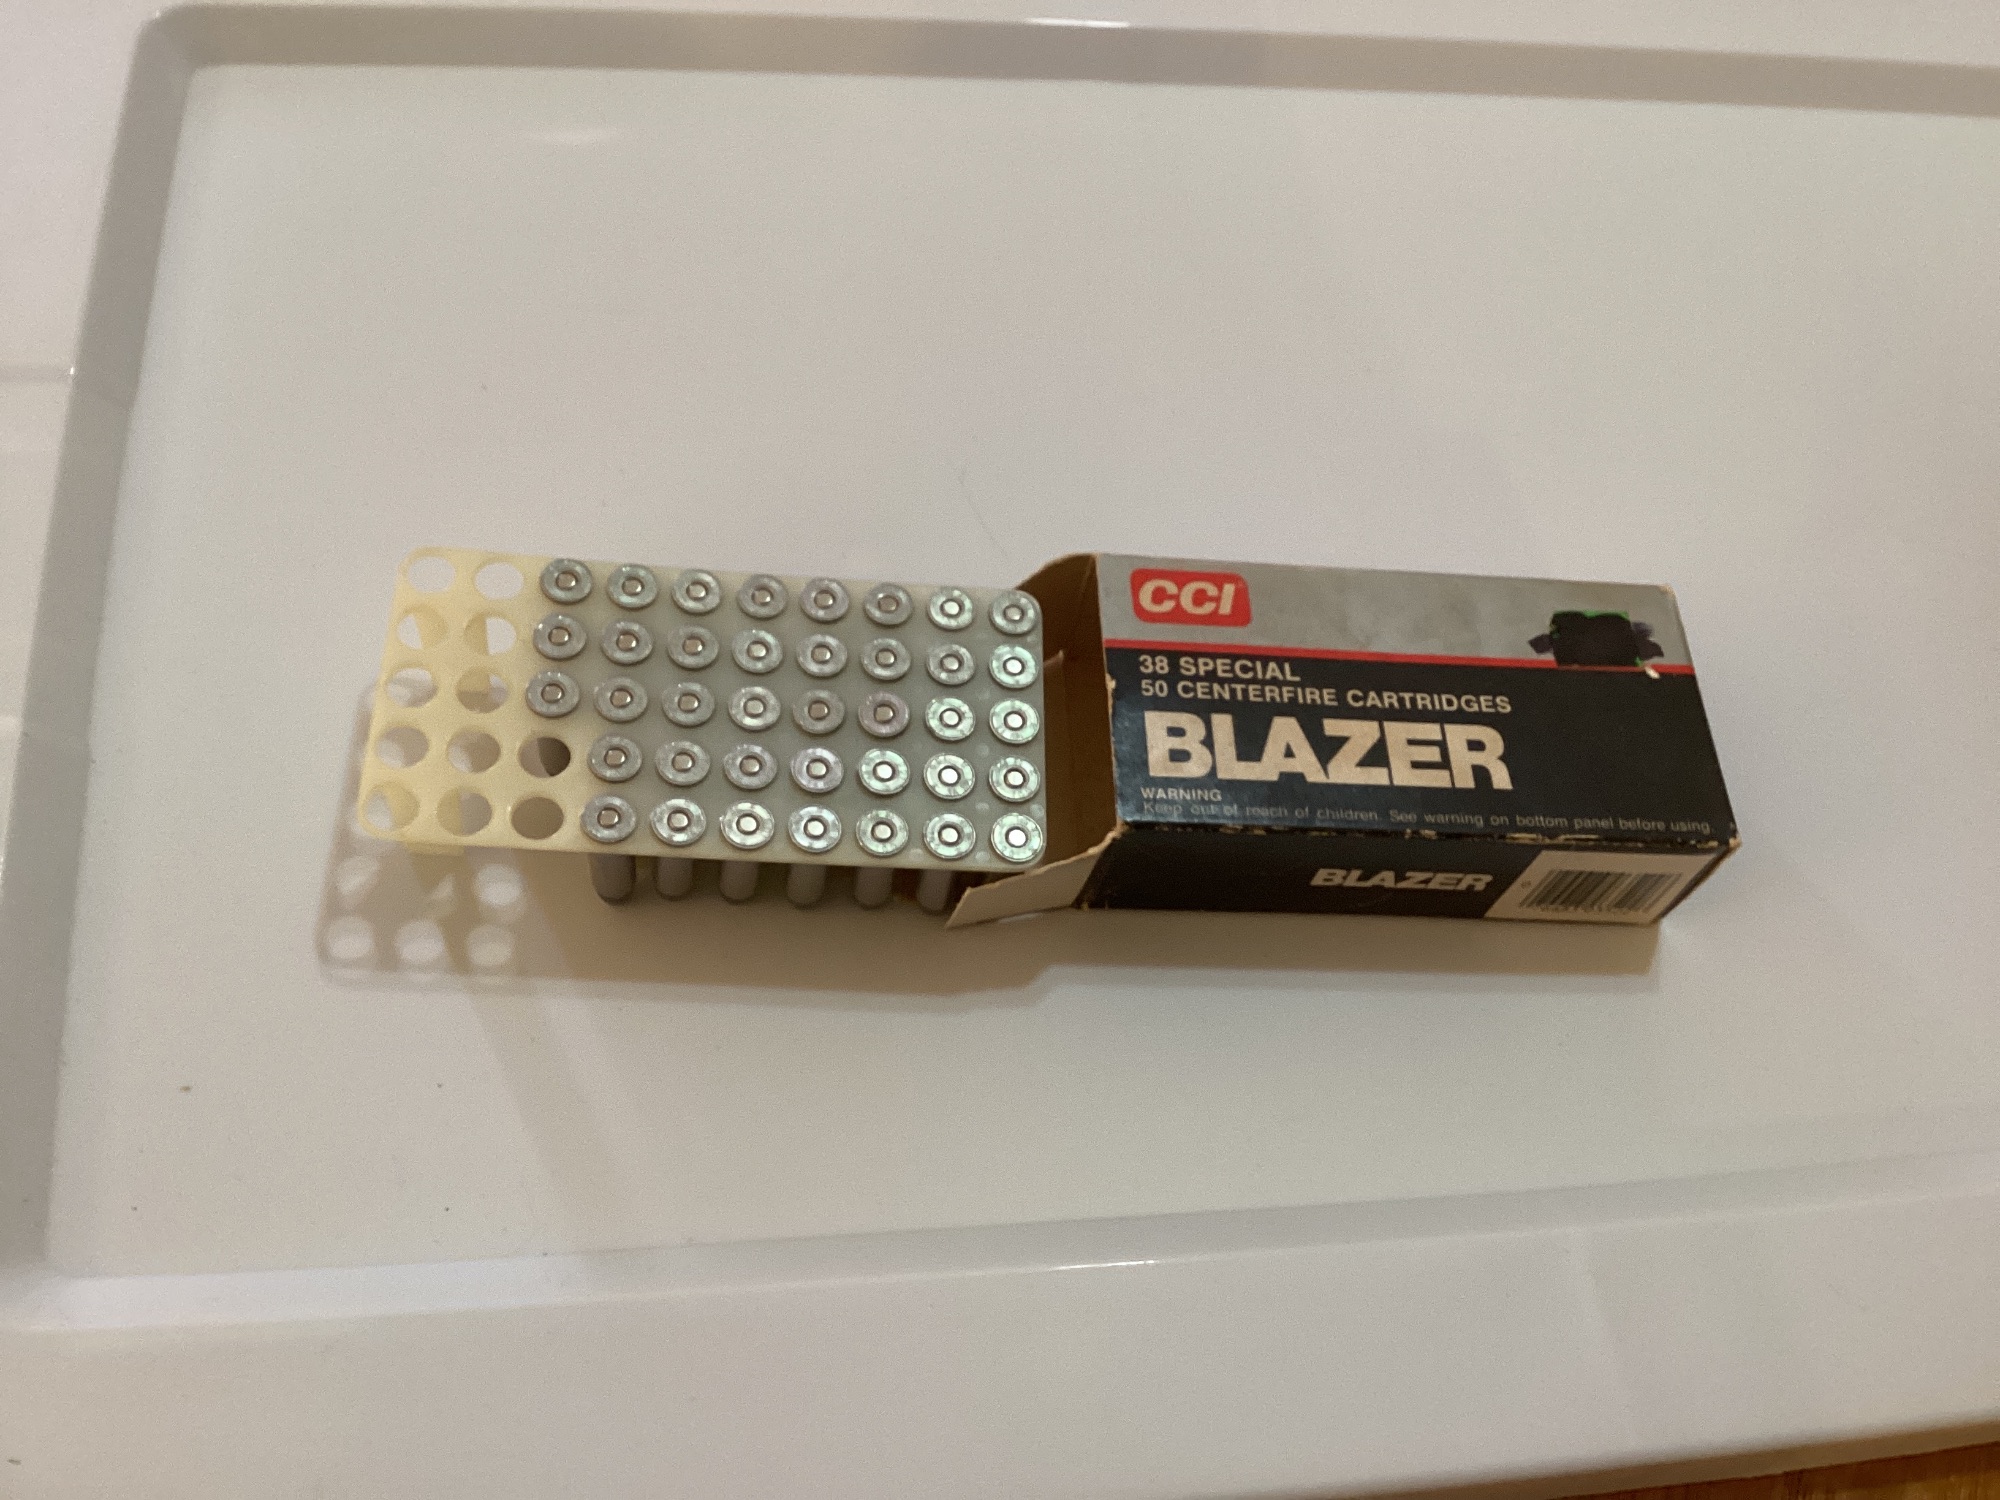 CCI
38 SPECIAL
50 CENTERFIRE CARTRIDGES
BLAZER
WARNING
Keep out of reach of children. See warning on bottom panel before using.
BLAZER